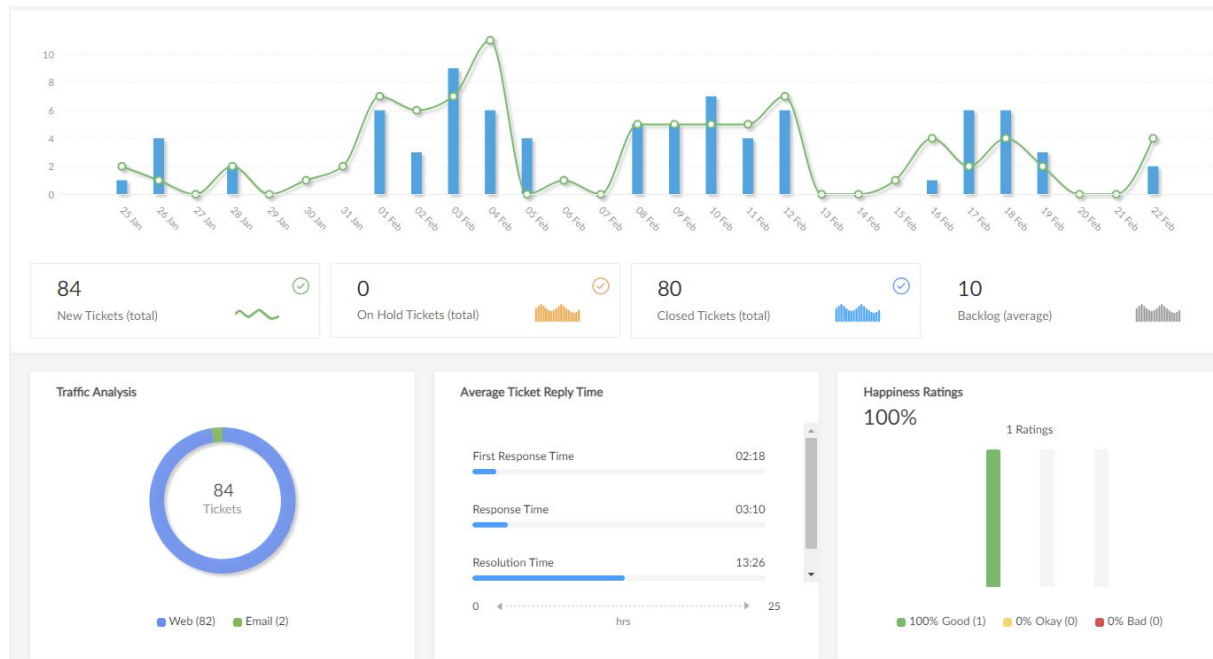 10
8
6
4
2
0
25 Jan 26 Jan 27 Jan 28 Jan 29 Jan 30 Jan 31 Jan 01 Feb 02 Feb 03 Feb 04 Feb 05 Feb 06 Feb 07 Feb 08 Feb 09 Feb 10 Feb 11 Feb 12 Feb 13 Feb 14 Feb 15 Feb 16 Feb 17 Feb 18 Feb 19 Feb 20 Feb 21 Feb 22 Feb
84
New Tickets (total)
0
On Hold Tickets (total)
80
Closed Tickets (total)
10
Backlog (average)
Traffic Analysis
84
Tickets
Web (82) Email (2)
Average Ticket Reply Time
First Response Time 02:18
Response Time 03:10
Resolution Time 13:26
0 25
hrs
Happiness Ratings
100%
1 Ratings
100% Good (1) 0% Okay (0) 0% Bad (0)